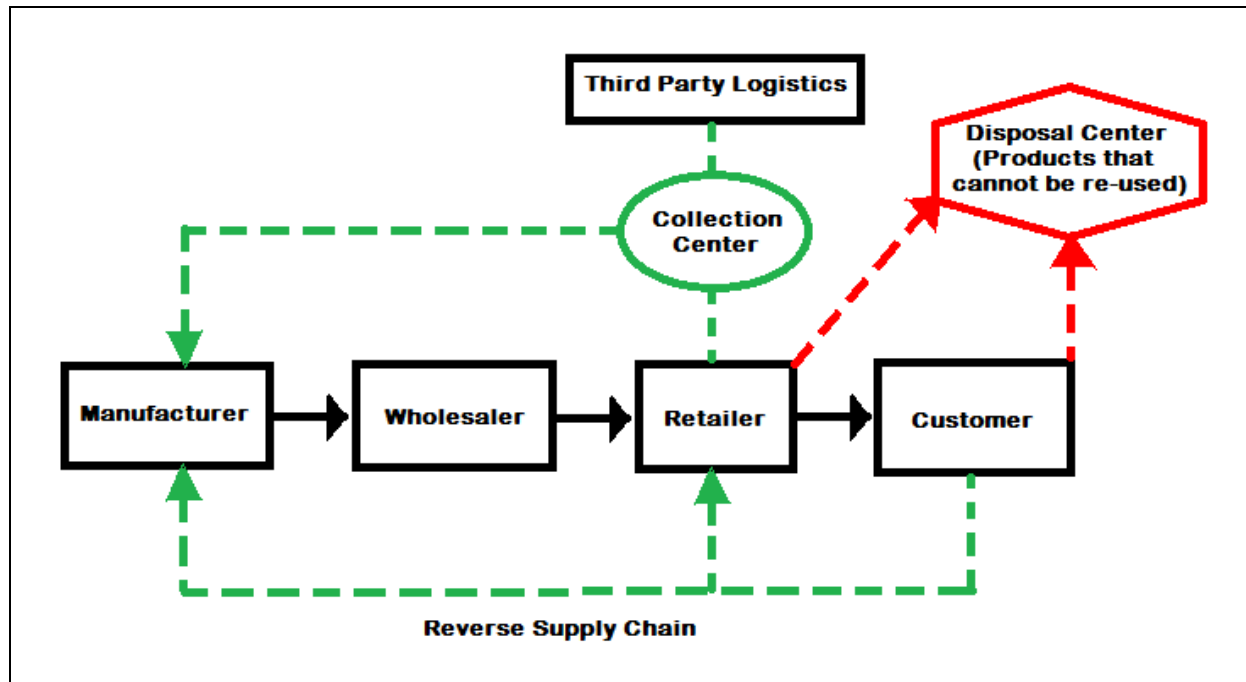 Third Party Logistics
Disposal Center
(Products that
cannot be re-used)
Collection
Center
Manufacturer
Wholesaler
Retailer
Customer
Reverse Supply Chain